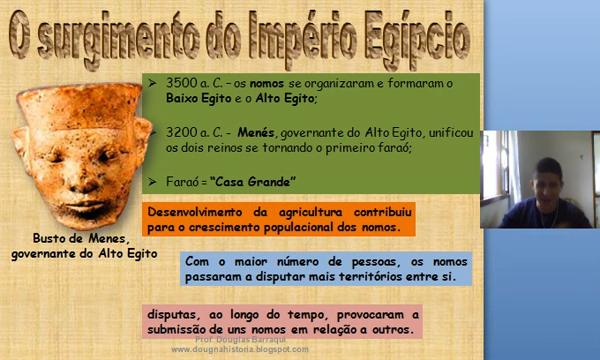 O surgimento do Império Egípcio
➢ 3500 a. C. – os nomos se organizaram e formaram o
Baixo Egito e o Alto Egito;
➢ 3200 a. C. - Menés, governante do Alto Egito, unificou
os dois reinos se tornando o primeiro faraó;
➢ Faraó = “Casa Grande”
Busto de Menes,
governante do Alto Egito
Desenvolvimento da agricultura contribuiu
para o crescimento populacional dos nomos.
Com o maior número de pessoas, os nomos
passaram a disputar mais territórios entre si.
disputas, ao longo do tempo, provocaram a
submissão de uns nomos em relação a outros.
Prof. Douglas Barraqui
www.dougnahistoria.blogspot.com